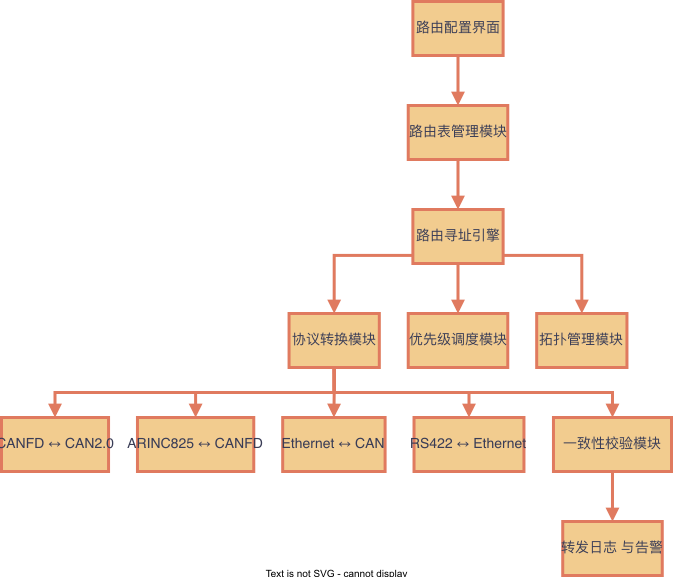 路由配置界面
路由表管理模块
路由寻址引擎
协议转换模块
优先级调度模块
拓扑管理模块
CANFD ↔ CAN2.0
ARINC825 ↔ CANFD
Ethernet ↔ CAN
RS422 ↔ Ethernet
一致性校验模块
转发日志 与告警
Text is not SVG - cannot display